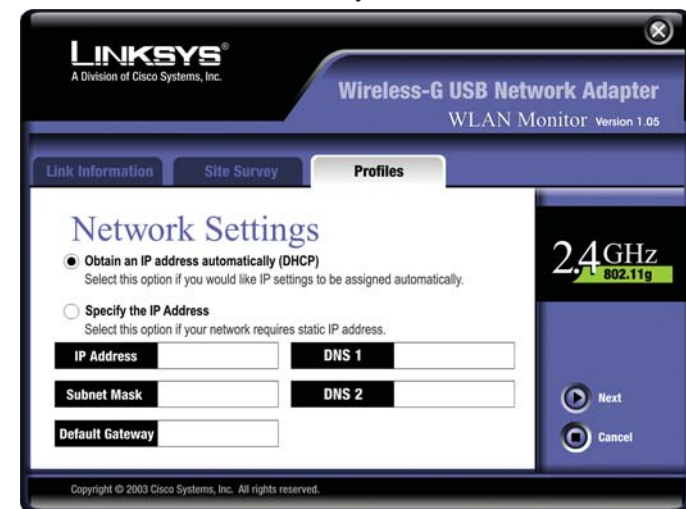 LINKSYS®
A Division of Cisco Systems, Inc.
Wireless-G USB Network Adapter
WLAN Monitor Version 1.05
Link Information
Site Survey
Profiles
Network Settings
Obtain an IP address automatically (DHCP)
Select this option if you would like IP settings to be assigned automatically.
Specify the IP Address
Select this option if your network requires static IP address.
IP Address
DNS 1
Subnet Mask
DNS 2
Default Gateway
2.4GHz
802.11g
Next
Cancel
Copyright © 2003 Cisco Systems, Inc. All rights reserved.